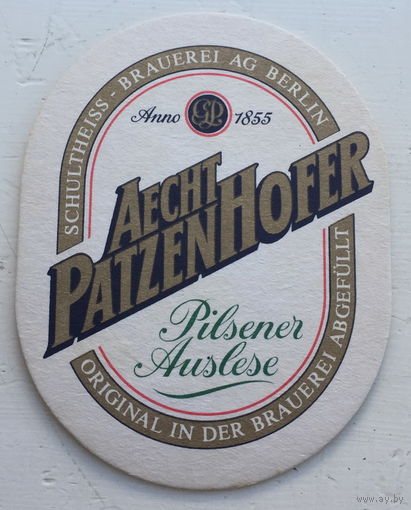 SCHULTHEISS - BRAUEREI AG BERLIN
Anno 1855
AECHT
PATZENHOFER
Pilsener
Auslese
ORIGINAL IN DER BRAUEREI ABGEFÜLLT
www.ay.by